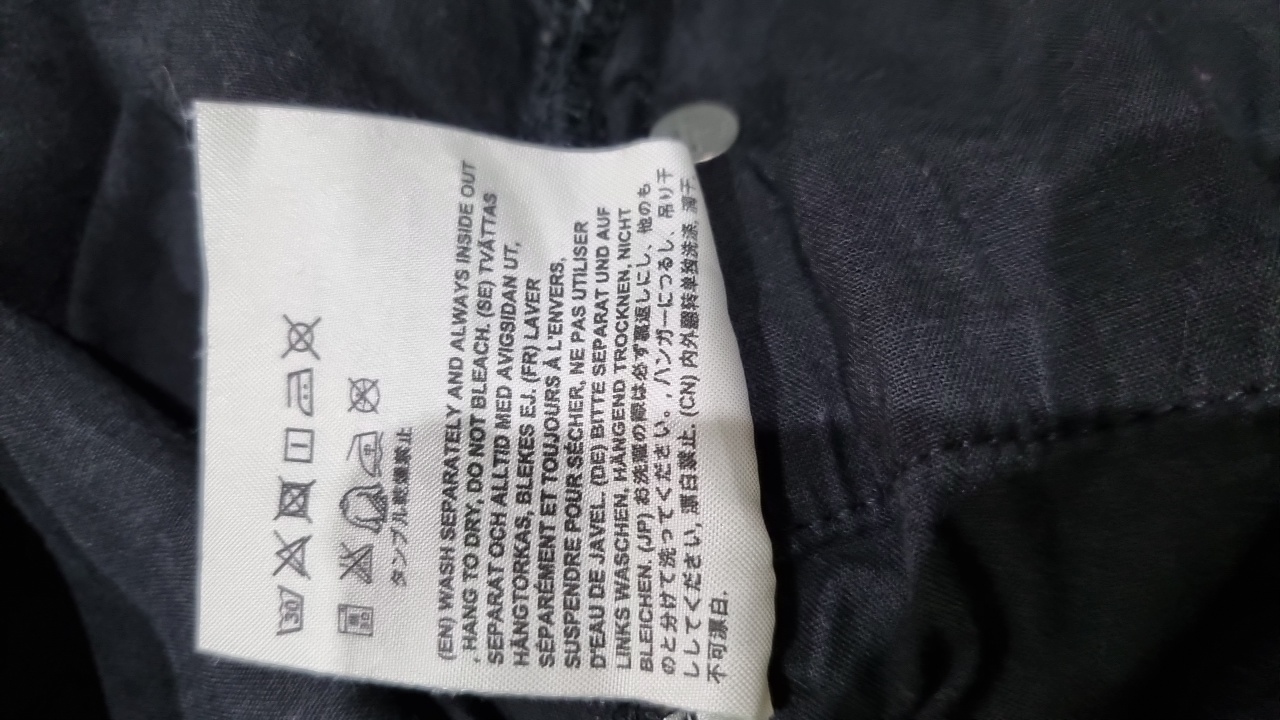 30
タンブル乾燥禁止
(EN) WASH SEPARATELY AND ALWAYS INSIDE OUT
, HANG TO DRY, DO NOT BLEACH. (SE) TVÄTTAS
SEPARAT OCH ALLTID MED AVIGSIDAN UT,
HÄNGTORKAS, BLEKES EJ. (FR) LAVER
SÉPARÉMENT ET TOUJOURS À L'ENVERS,
SUSPENDRE POUR SÉCHER, NE PAS UTILISER
D'EAU DE JAVEL. (DE) BITTE SEPARAT UND AUF
LINKS WASCHEN, HÄNGEND TROCKNEN, NICHT
BLEICHEN. (JP) お洗濯の際は必ず裏返しにし、他のも
のと分けて洗ってください。, ハンガーにつるし、吊り干
ししてください, 漂白禁止. (CN) 内外翻转单独洗涤, 滴干
不可漂白.